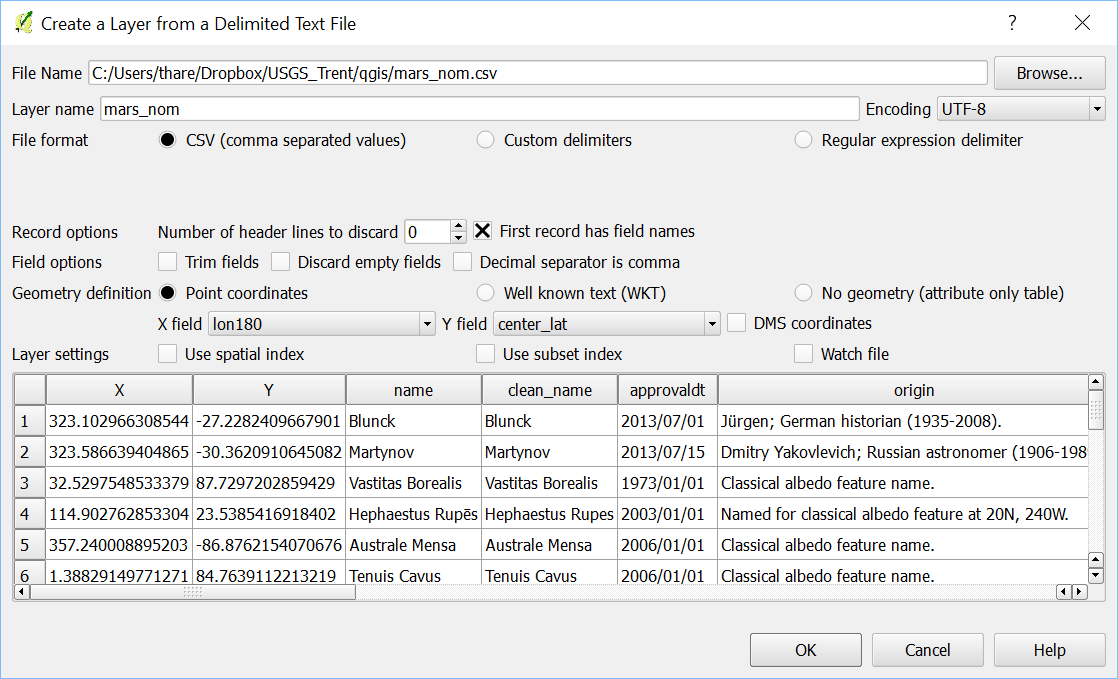 Create a Layer from a Delimited Text File ?
File Name C:/Users/thare/Dropbox/USGS_Trent/qgis/mars_nom.csv Browse...
Layer name mars_nom Encoding UTF-8
File format CSV (comma separated values) Custom delimiters Regular expression delimiter
Record options Number of header lines to discard 0 First record has field names
Field options Trim fields Discard empty fields Decimal separator is comma
Geometry definition Point coordinates Well known text (WKT) No geometry (attribute only table)
X field lon180 Y field center_lat DMS coordinates
Layer settings Use spatial index Use subset index Watch file
X Y name clean_name approvaldt origin
1 323.102966308544 -27.2282409667901 Blunck Blunck 2013/07/01 Jürgen; German historian (1935-2008).
2 323.586639404865 -30.3620910645082 Martynov Martynov 2013/07/15 Dmitry Yakovlevich; Russian astronomer (1906-198
3 32.5297548533379 87.7297202859429 Vastitas Borealis Vastitas Borealis 1973/01/01 Classical albedo feature name.
4 114.902762853304 23.5385416918402 Hephaestus Rupēs Hephaestus Rupes 2003/01/01 Named for classical albedo feature at 20N, 240W.
5 357.240008895203 -86.8762154070676 Australe Mensa Australe Mensa 2006/01/01 Classical albedo feature name.
6 1.38829149771271 84.7639112213219 Tenuis Cavus Tenuis Cavus 2006/01/01 Classical albedo feature name.
OK Cancel Help